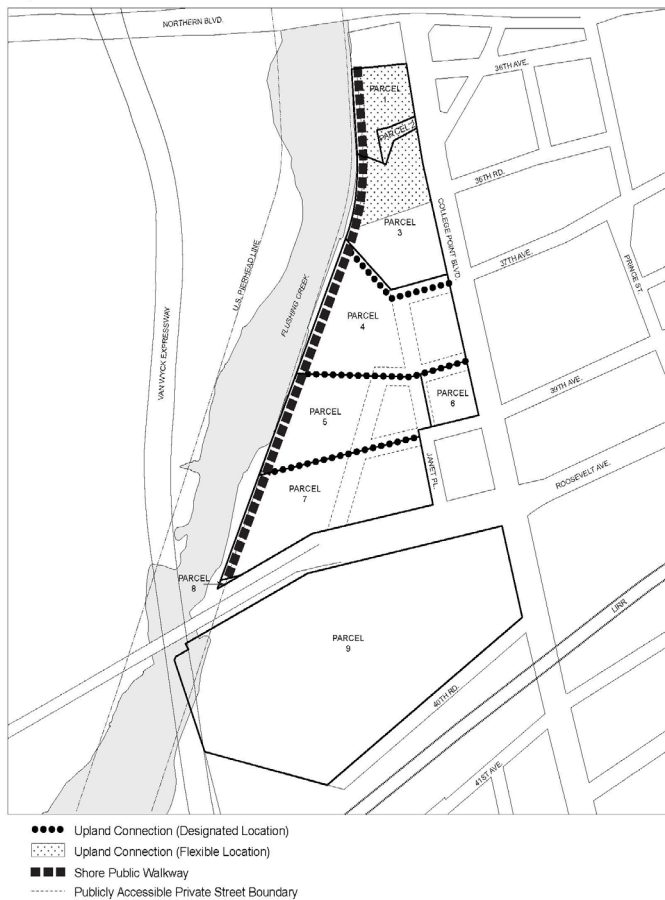 NORTHERN BLVD.
36TH AVE.
PARCEL
1
PARCEL 2
36TH RD.
COLLEGE POINT BLVD.
PARCEL
3
37TH AVE.
PRINCE ST.
U.S. PIERHEAD LINE
FLUSHING CREEK
VAN WYCK EXPRESSWAY
PARCEL
4
39TH AVE.
PARCEL
6
PARCEL
5
ROOSEVELT AVE.
JANET PL.
PARCEL
7
PARCEL
8
LIRR
PARCEL
9
40TH RD.
41ST AVE.
Upland Connection (Designated Location)
Upland Connection (Flexible Location)
Shore Public Walkway
Publicly Accessible Private Street Boundary